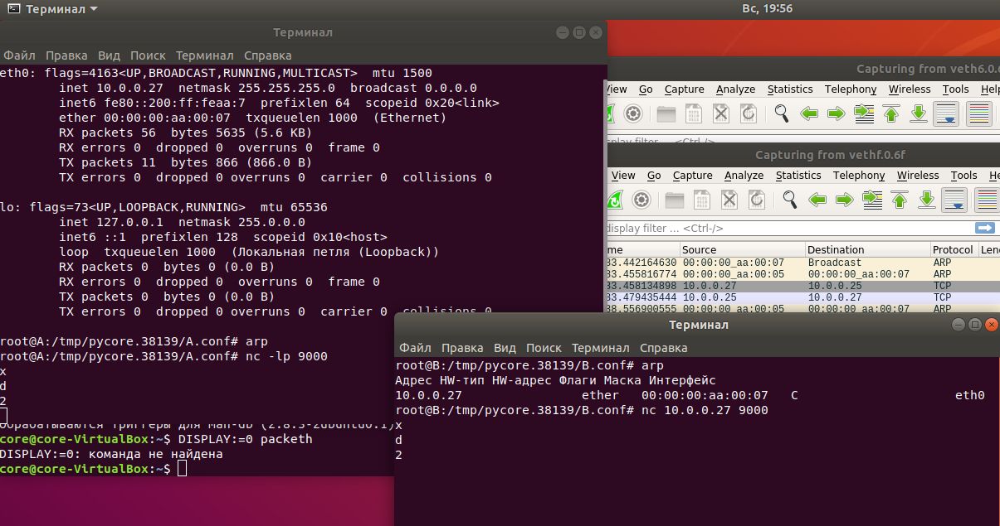 Терминал
Вс, 19:56
Терминал
Файл Правка Вид Поиск Терминал Справка
eth0: flags=4163<UP,BROADCAST,RUNNING,MULTICAST> mtu 1500
inet 10.0.0.27 netmask 255.255.255.0 broadcast 0.0.0.0
inet6 fe80::200:ff:feaa:7 prefixlen 64 scopeid 0x20<link>
ether 00:00:00:aa:00:07 txqueuelen 1000 (Ethernet)
RX packets 56 bytes 5635 (5.6 KB)
RX errors 0 dropped 0 overruns 0 frame 0
TX packets 11 bytes 866 (866.0 B)
TX errors 0 dropped 0 overruns 0 carrier 0 collisions 0
lo: flags=73<UP,LOOPBACK,RUNNING> mtu 65536
inet 127.0.0.1 netmask 255.0.0.0
inet6 ::1 prefixlen 128 scopeid 0x10<host>
loop txqueuelen 1000 (Локальная петля (Loopback))
RX packets 0 bytes 0 (0.0 B)
RX errors 0 dropped 0 overruns 0 frame 0
TX packets 0 bytes 0 (0.0 B)
TX errors 0 dropped 0 overruns 0 carrier 0 collisions 0
root@A:/tmp/pycore.38139/A.conf# arp
root@A:/tmp/pycore.38139/A.conf# nc -lp 9000
x
d
2
обрабатываются триггеры для man-db (2.8.3-2ubuntu0.1)
core@core-VirtualBox:~$ DISPLAY:=0 packeth
DISPLAY:=0: команда не найдена
core@core-VirtualBox:~$
Capturing from veth6.0.6
View Go Capture Analyze Statistics Telephony Wireless Tools Help
display filter ... <Ctrl-/>
Capturing from vethf.0.6f
View Go Capture Analyze Statistics Telephony Wireless Tools He
display filter ... <Ctrl-/>
me Source Destination Protocol Len
33.442164630 00:00:00_aa:00:07 Broadcast ARP
33.455816774 00:00:00_aa:00:05 00:00:00_aa:00:07 ARP
33.458134898 10.0.0.27 10.0.0.25 TCP
33.479435444 10.0.0.25 10.0.0.27 TCP
38.556900555 00:00:00_aa:00:05 00:00:00_aa:00:07 ARP
Терминал
Файл Правка Вид Поиск Терминал Справка
root@B:/tmp/pycore.38139/B.conf# arp
Адрес HW-тип HW-адрес Флаги Маска Интерфейс
10.0.0.27 ether 00:00:00:aa:00:07 C eth0
root@B:/tmp/pycore.38139/B.conf# nc 10.0.0.27 9000
x
d
2